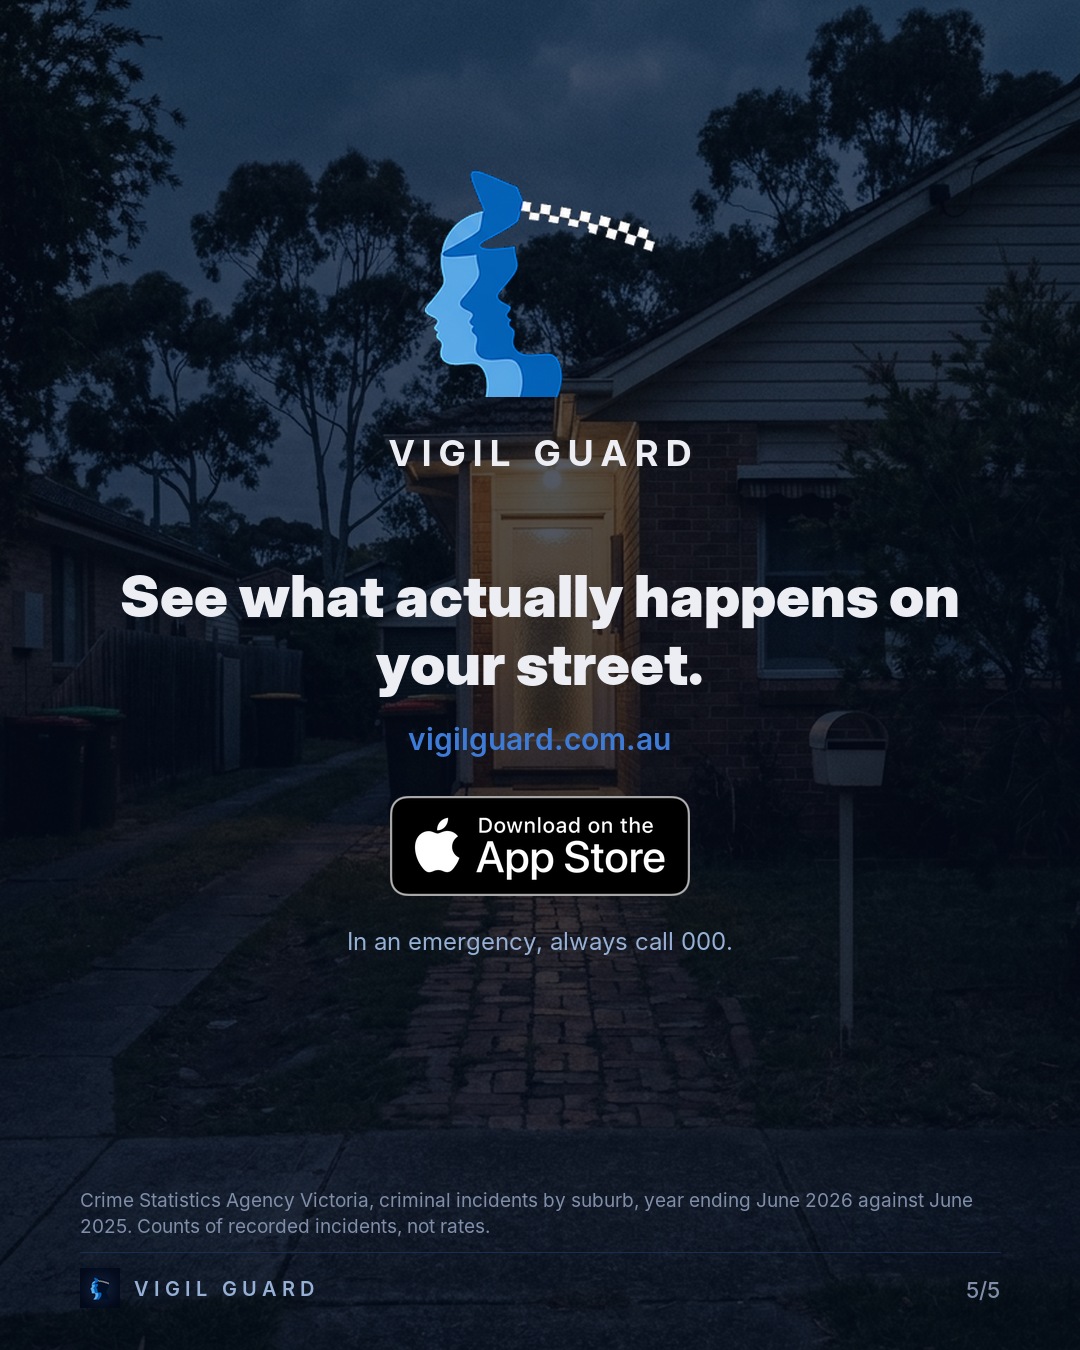 VIGIL GUARD
See what actually happens on
your street.
vigilguard.com.au
Download on the
App Store
In an emergency, always call 000.
Crime Statistics Agency Victoria, criminal incidents by suburb, year ending June 2026 against June
2025. Counts of recorded incidents, not rates.
VIGIL GUARD
5/5